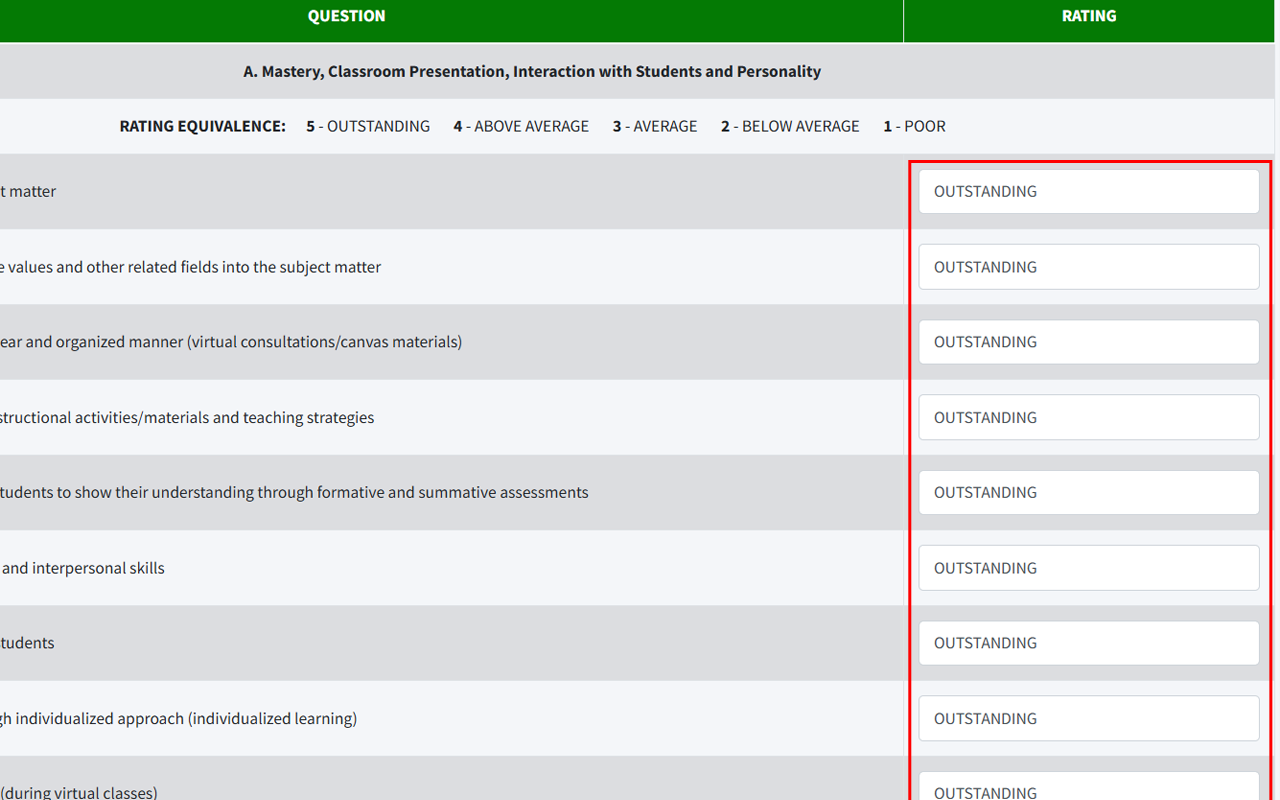 QUESTION RATING
A. Mastery, Classroom Presentation, Interaction with Students and Personality
RATING EQUIVALENCE: 5 - OUTSTANDING 4 - ABOVE AVERAGE 3 - AVERAGE 2 - BELOW AVERAGE 1 - POOR
t matter OUTSTANDING
e values and other related fields into the subject matter OUTSTANDING
ear and organized manner (virtual consultations/canvas materials) OUTSTANDING
structional activities/materials and teaching strategies OUTSTANDING
tudents to show their understanding through formative and summative assessments OUTSTANDING
and interpersonal skills OUTSTANDING
tudents OUTSTANDING
gh individualized approach (individualized learning) OUTSTANDING
(during virtual classes) OUTSTANDING